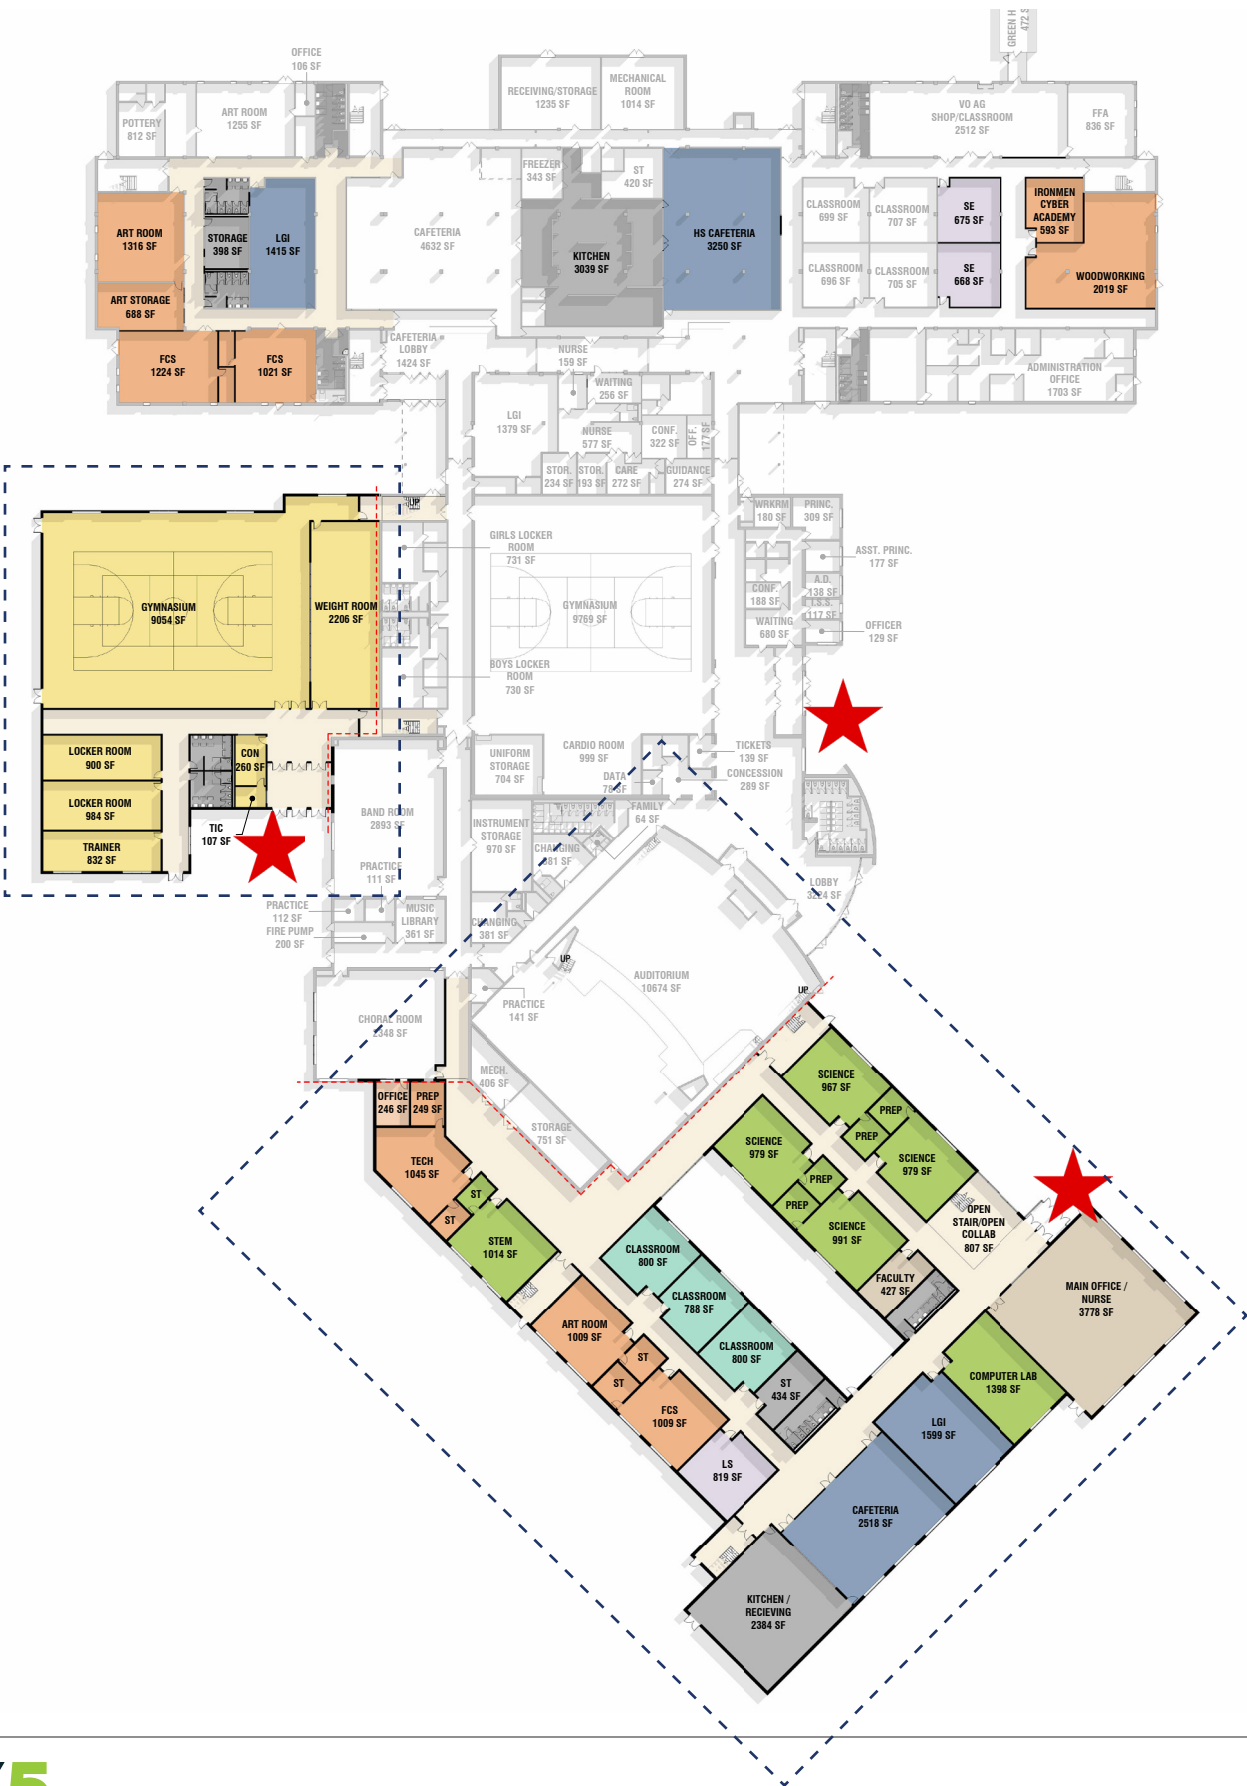 GREEN H
472 S
OFFICE
106 SF
RECEIVING/STORAGE
1235 SF
MECHANICAL
ROOM
1014 SF
POTTERY
812 SF
ART ROOM
1255 SF
VO AG
SHOP/CLASSROOM
2512 SF
FFA
836 SF
FREEZER
343 SF
ST
420 SF
ART ROOM
1316 SF
STORAGE
398 SF
LGI
1415 SF
CAFETERIA
4632 SF
KITCHEN
3039 SF
HS CAFETERIA
3250 SF
CLASSROOM
699 SF
CLASSROOM
707 SF
SE
675 SF
IRONMEN
CYBER
ACADEMY
593 SF
CLASSROOM
696 SF
CLASSROOM
705 SF
SE
668 SF
WOODWORKING
2019 SF
ART STORAGE
688 SF
FCS
1224 SF
FCS
1021 SF
CAFETERIA
LOBBY
1424 SF
NURSE
159 SF
WAITING
256 SF
ADMINISTRATION
OFFICE
1703 SF
LGI
1379 SF
NURSE
577 SF
CONF.
322 SF
OFF.
177 SF
STOR.
234 SF
STOR.
193 SF
CARE
272 SF
GUIDANCE
274 SF
UP
WRKRM
180 SF
PRINC.
309 SF
GIRLS LOCKER
ROOM
731 SF
ASST. PRINC.
177 SF
A.D.
138 SF
CONF.
188 SF
I.S.S.
117 SF
GYMNASIUM
9054 SF
WEIGHT ROOM
2206 SF
GYMNASIUM
9769 SF
WAITING
680 SF
OFFICER
129 SF
BOYS LOCKER
ROOM
730 SF
UP
LOCKER ROOM
900 SF
CON
260 SF
UNIFORM
STORAGE
704 SF
CARDIO ROOM
999 SF
TICKETS
139 SF
DATA
78 SF
CONCESSION
289 SF
LOCKER ROOM
984 SF
TIC
107 SF
BAND ROOM
2893 SF
INSTRUMENT
STORAGE
970 SF
FAMILY
64 SF
TRAINER
832 SF
CHANGING
381 SF
PRACTICE
111 SF
LOBBY
3224 SF
PRACTICE
112 SF
MUSIC
LIBRARY
361 SF
CHANGING
381 SF
FIRE PUMP
200 SF
UP
AUDITORIUM
10674 SF
UP
PRACTICE
141 SF
CHORAL ROOM
2348 SF
MECH.
406 SF
SCIENCE
967 SF
OFFICE
246 SF
PREP
249 SF
PREP
STORAGE
751 SF
SCIENCE
979 SF
PREP
TECH
1045 SF
SCIENCE
979 SF
PREP
ST
PREP
ST
OPEN
STAIR/OPEN
COLLAB
807 SF
STEM
1014 SF
CLASSROOM
800 SF
SCIENCE
991 SF
FACULTY
427 SF
MAIN OFFICE /
NURSE
3778 SF
CLASSROOM
788 SF
ART ROOM
1009 SF
CLASSROOM
800 SF
ST
ST
ST
434 SF
COMPUTER LAB
1398 SF
FCS
1009 SF
LGI
1599 SF
LS
819 SF
CAFETERIA
2518 SF
KITCHEN /
RECIEVING
2384 SF
/5